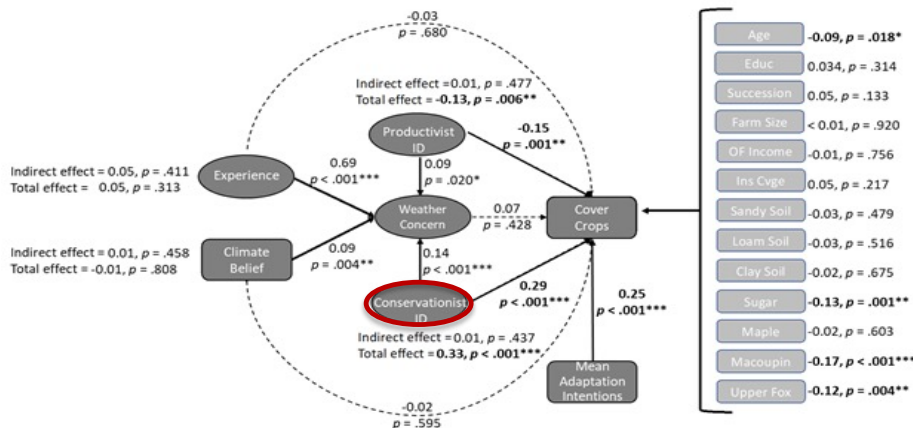 -0.03
p = .680
Indirect effect =0.01, p = .477
Total effect = -0.13, p = .006**
Productivist
ID
-0.15
p = .001**
0.09
p = .020*
Indirect effect = 0.05, p = .411
Total effect = 0.05, p = .313
Experience
0.69
p < .001***
Weather
Concern
0.07
p = .428
Cover
Crops
Indirect effect = 0.01, p = .458
Total effect = -0.01, p = .808
Climate
Belief
0.09
p = .004**
0.14
p < .001***
Conservationist
ID
0.29
p < .001***
0.25
p < .001***
Indirect effect =0.01, p = .437
Total effect = 0.33, p < .001***
Mean
Adaptation
Intentions
-0.02
p = .595
Age -0.09, p = .018*
Educ 0.034, p = .314
Succession 0.05, p = .133
Farm Size < 0.01, p = .920
OF Income -0.01, p = .756
Ins Cvge 0.05, p = .217
Sandy Soil -0.03, p = .479
Loam Soil -0.03, p = .516
Clay Soil -0.02, p = .675
Sugar -0.13, p = .001**
Maple -0.02, p = .603
Macoupin -0.17, p < .001***
Upper Fox -0.12, p = .004**